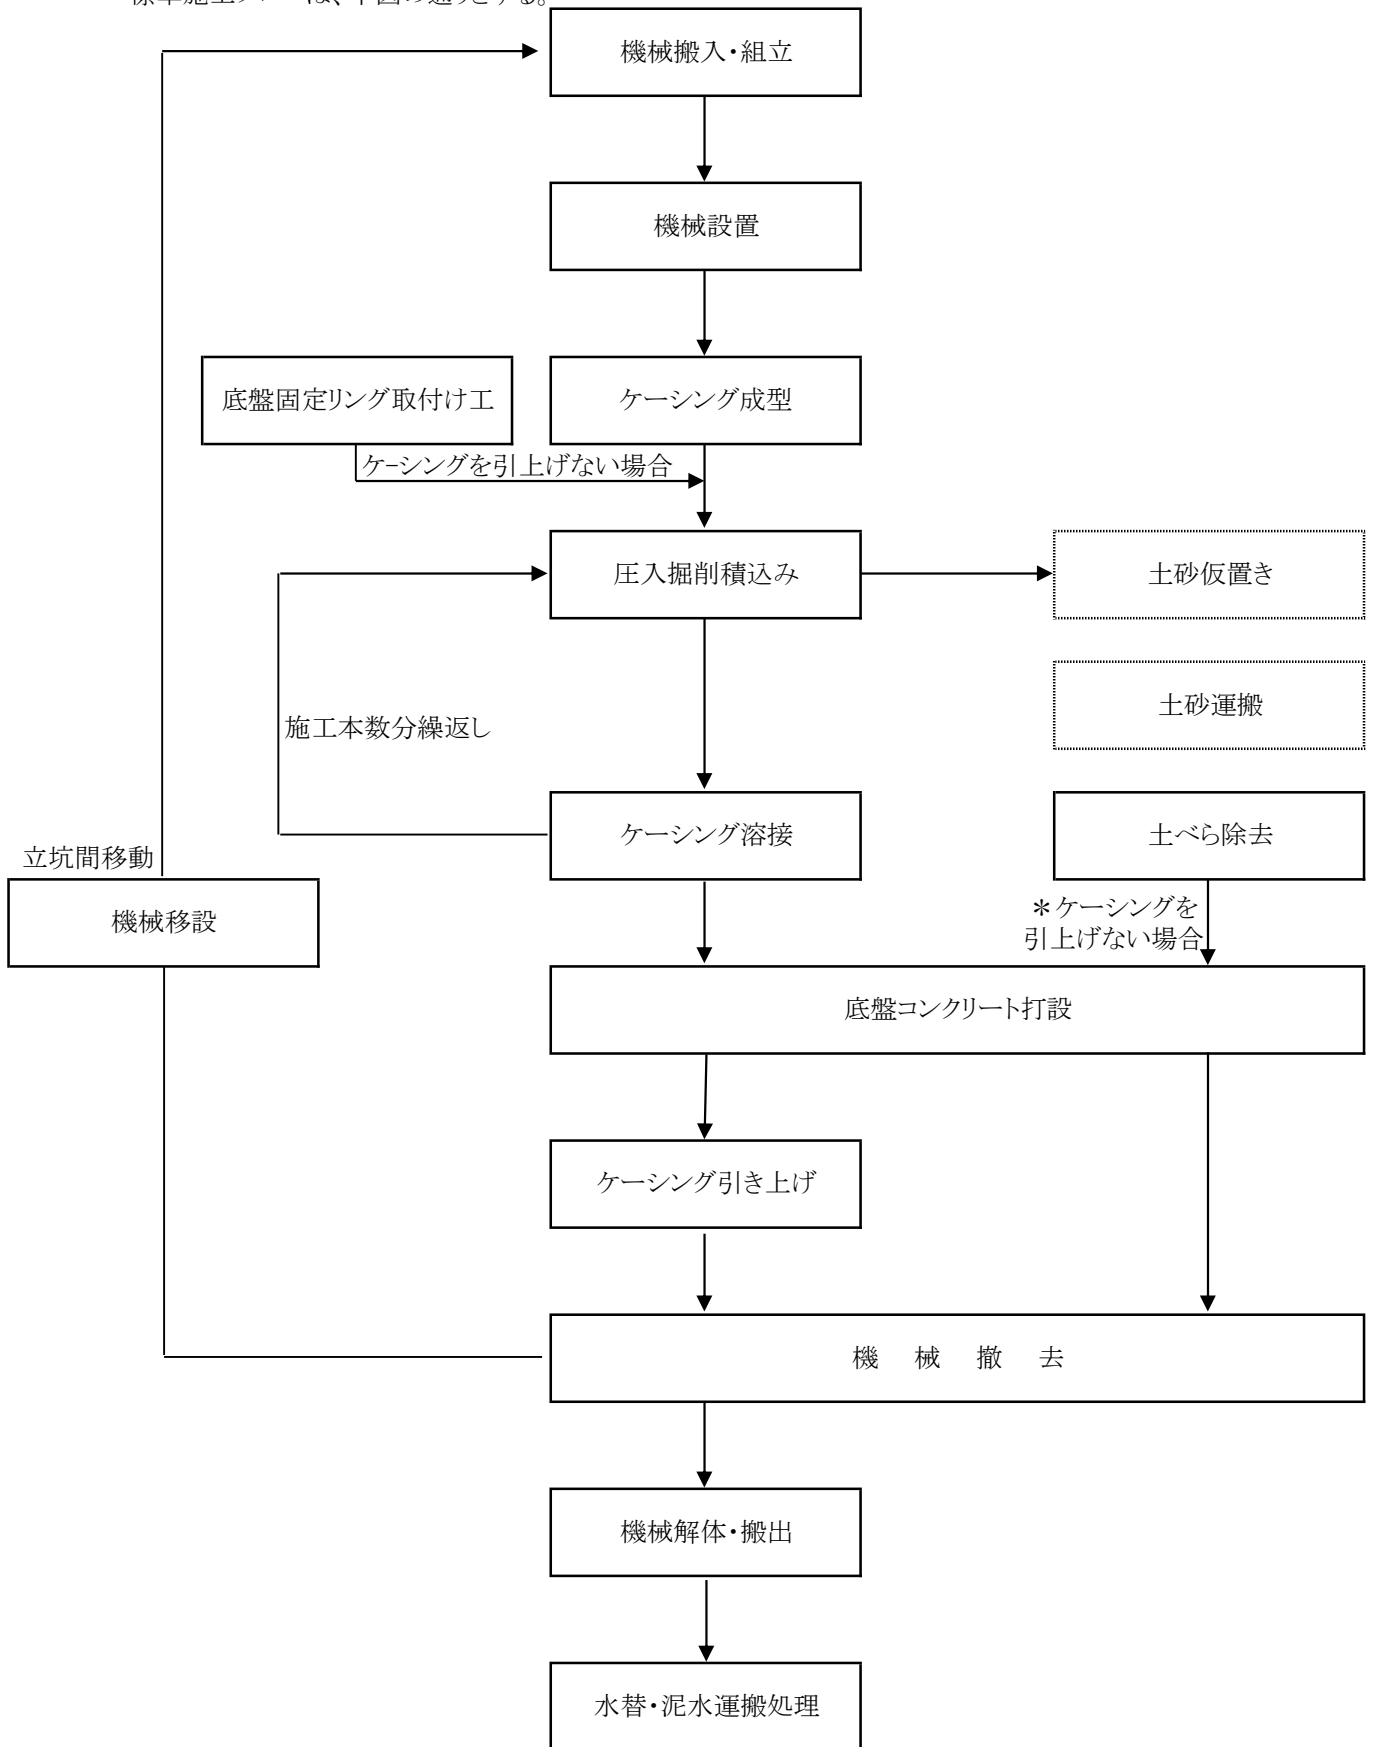 機械搬入・組立
機械設置
底盤固定リング取付け工
ケーシング成型
ケ-シングを引上げない場合
圧入掘削積込み
土砂仮置き
土砂運搬
施工本数分繰返し
ケーシング溶接
土べら除去
立坑間移動
機械移設
＊ケーシングを
引上げない場合
底盤コンクリート打設
ケーシング引き上げ
機 械 撤 去
機械解体・搬出
水替・泥水運搬処理